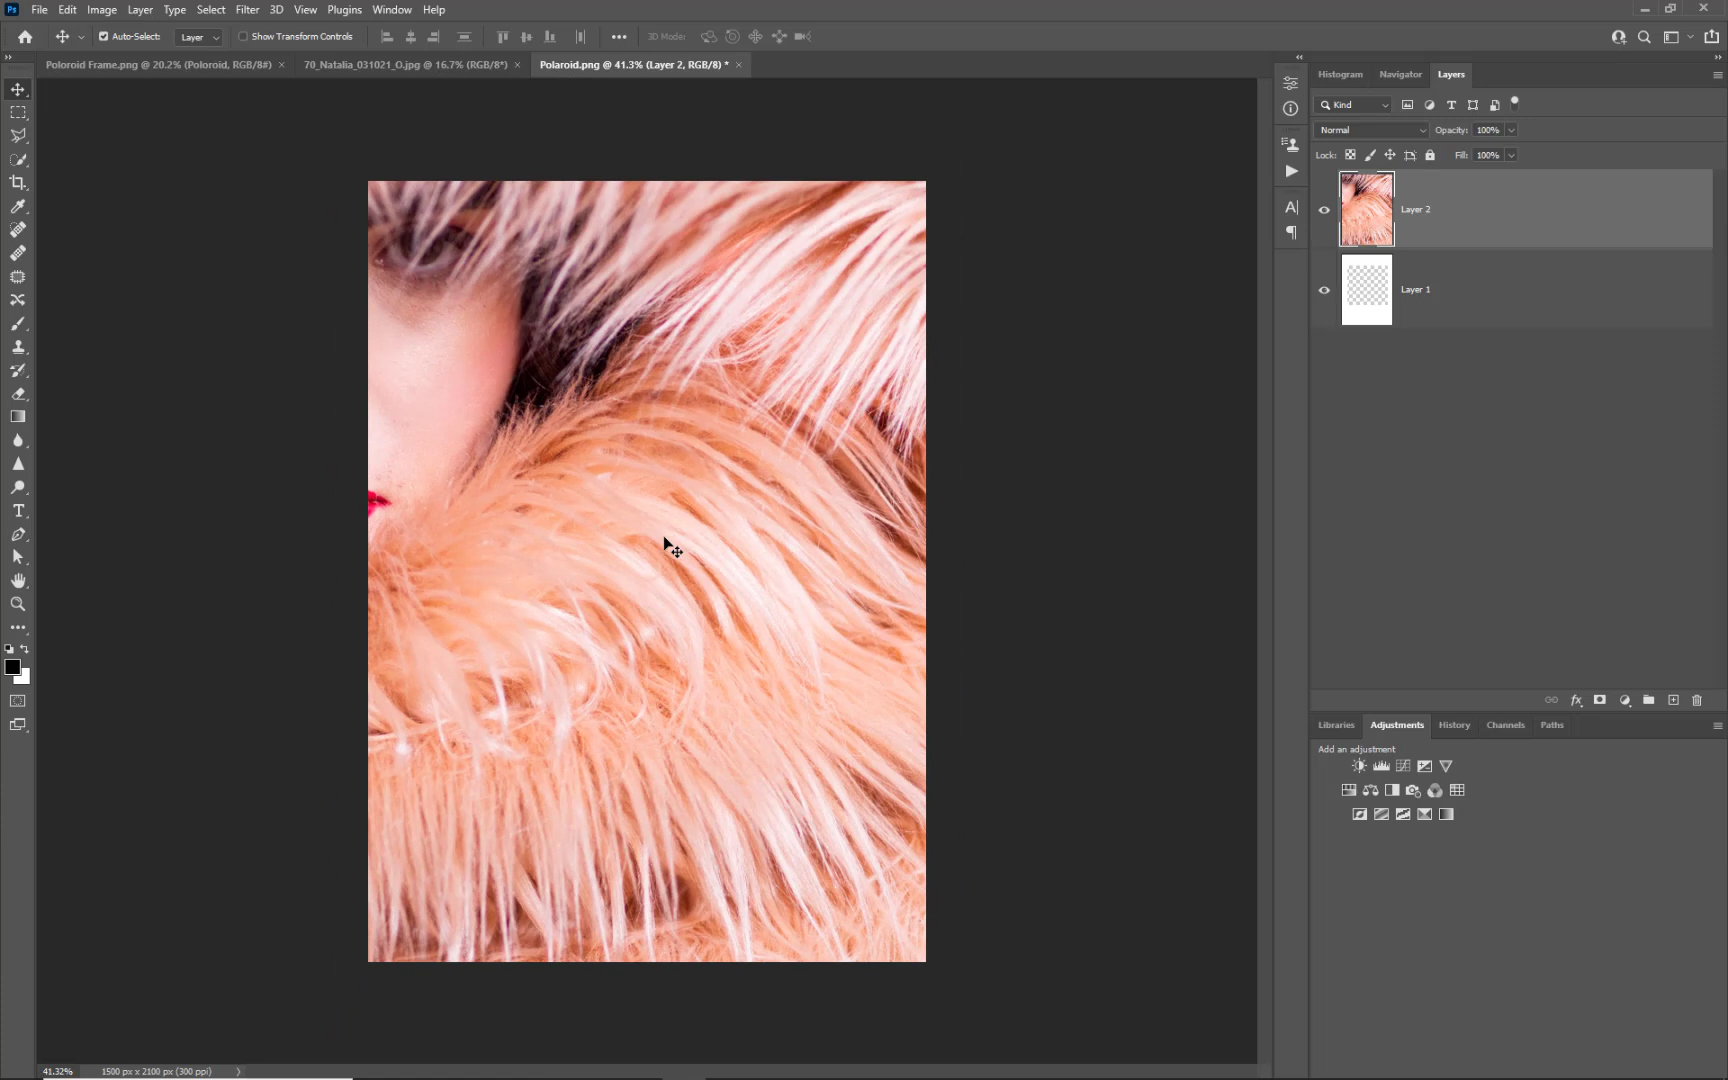 Ps File Edit Image Layer Type Select Filter 3D View Plugins Window Help
Auto-Select: Layer Show Transform Controls 3D Mode:
Poloroid Frame.png @ 20.2% (Poloroid, RGB/8#) × 70_Natalia_031021_O.jpg @ 16.7% (RGB/8*) × Polaroid.png @ 41.3% (Layer 2, RGB/8) * ×
Histogram Navigator Layers
Kind
Normal Opacity: 100%
Lock: Fill: 100%
Layer 2
Layer 1
Libraries Adjustments History Channels Paths
Add an adjustment
41.32% 1500 px x 2100 px (300 ppi)